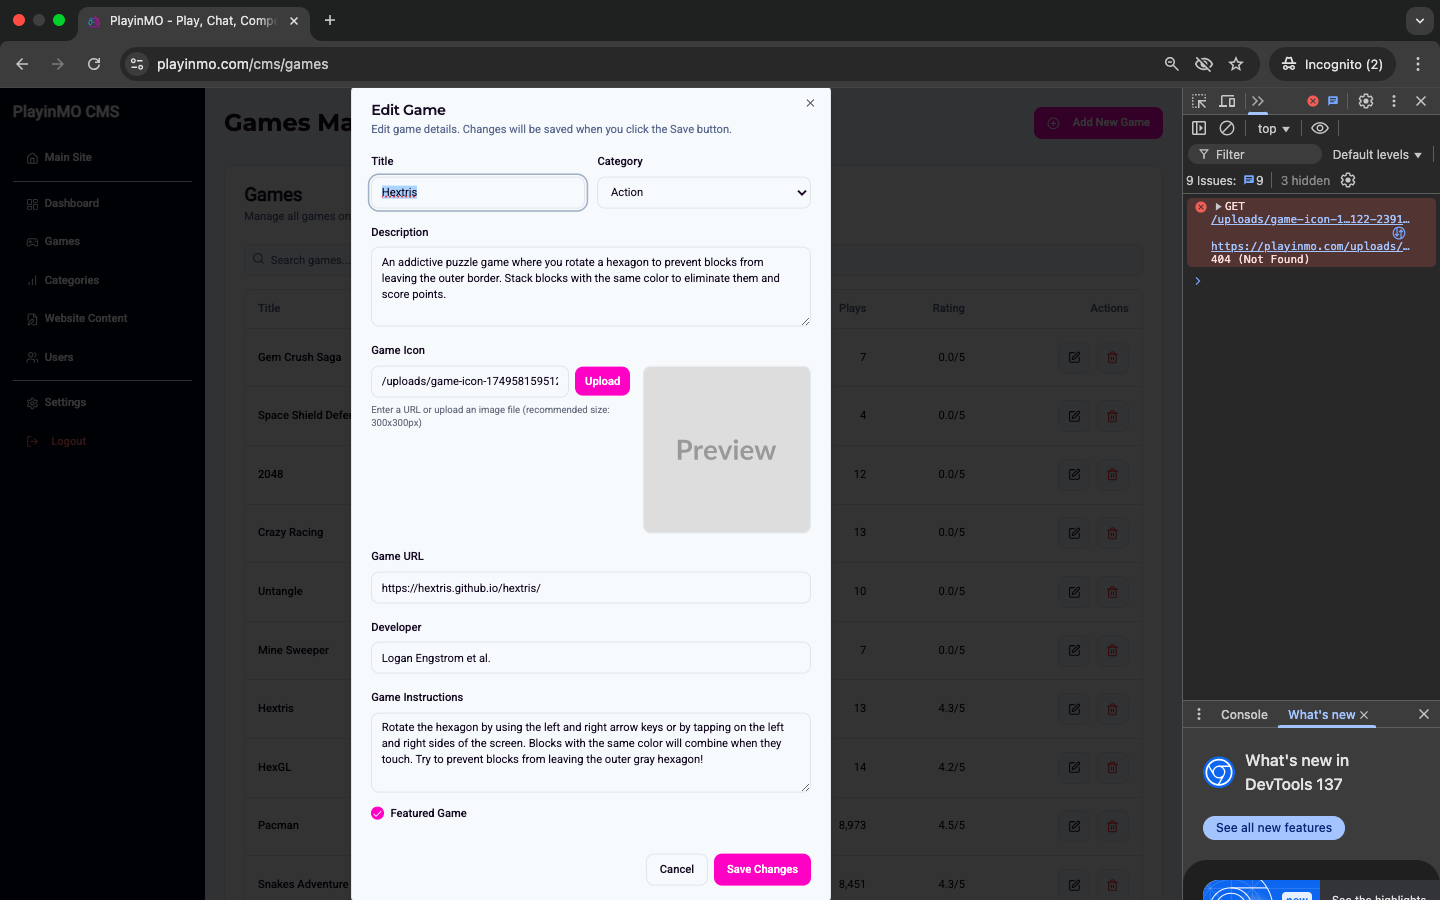 PlayinMO - Play, Chat, Comp
playinmo.com/cms/games
Incognito (2)
PlayinMO CMS
Main Site
Dashboard
Games
Categories
Website Content
Users
Settings
Logout
Games Ma
Add New Game
Games
Manage all games on
Search games...
Title
Plays
Rating
Actions
Gem Crush Saga
7
0.0/5
Space Shield Defer
4
0.0/5
2048
12
0.0/5
Crazy Racing
13
0.0/5
Untangle
10
0.0/5
Mine Sweeper
7
0.0/5
Hextris
13
4.3/5
HexGL
14
4.2/5
Pacman
8,973
4.5/5
Snakes Adventure
8,451
4.3/5
Edit Game
Edit game details. Changes will be saved when you click the Save button.
Title
Category
Hextris
Action
Description
An addictive puzzle game where you rotate a hexagon to prevent blocks from
leaving the outer border. Stack blocks with the same color to eliminate them and
score points.
Game Icon
/uploads/game-icon-174958159512
Upload
Enter a URL or upload an image file (recommended size:
300x300px)
Preview
Game URL
https://hextris.github.io/hextris/
Developer
Logan Engstrom et al.
Game Instructions
Rotate the hexagon by using the left and right arrow keys or by tapping on the left
and right sides of the screen. Blocks with the same color will combine when they
touch. Try to prevent blocks from leaving the outer gray hexagon!
Featured Game
Cancel
Save Changes
top
Filter
Default levels
9 Issues: 9
3 hidden
GET
/uploads/game-icon-1…122-2391…
https://playinmo.com/uploads/…
404 (Not Found)
Console
What's new
What's new in
DevTools 137
See all new features
new
See the highlights